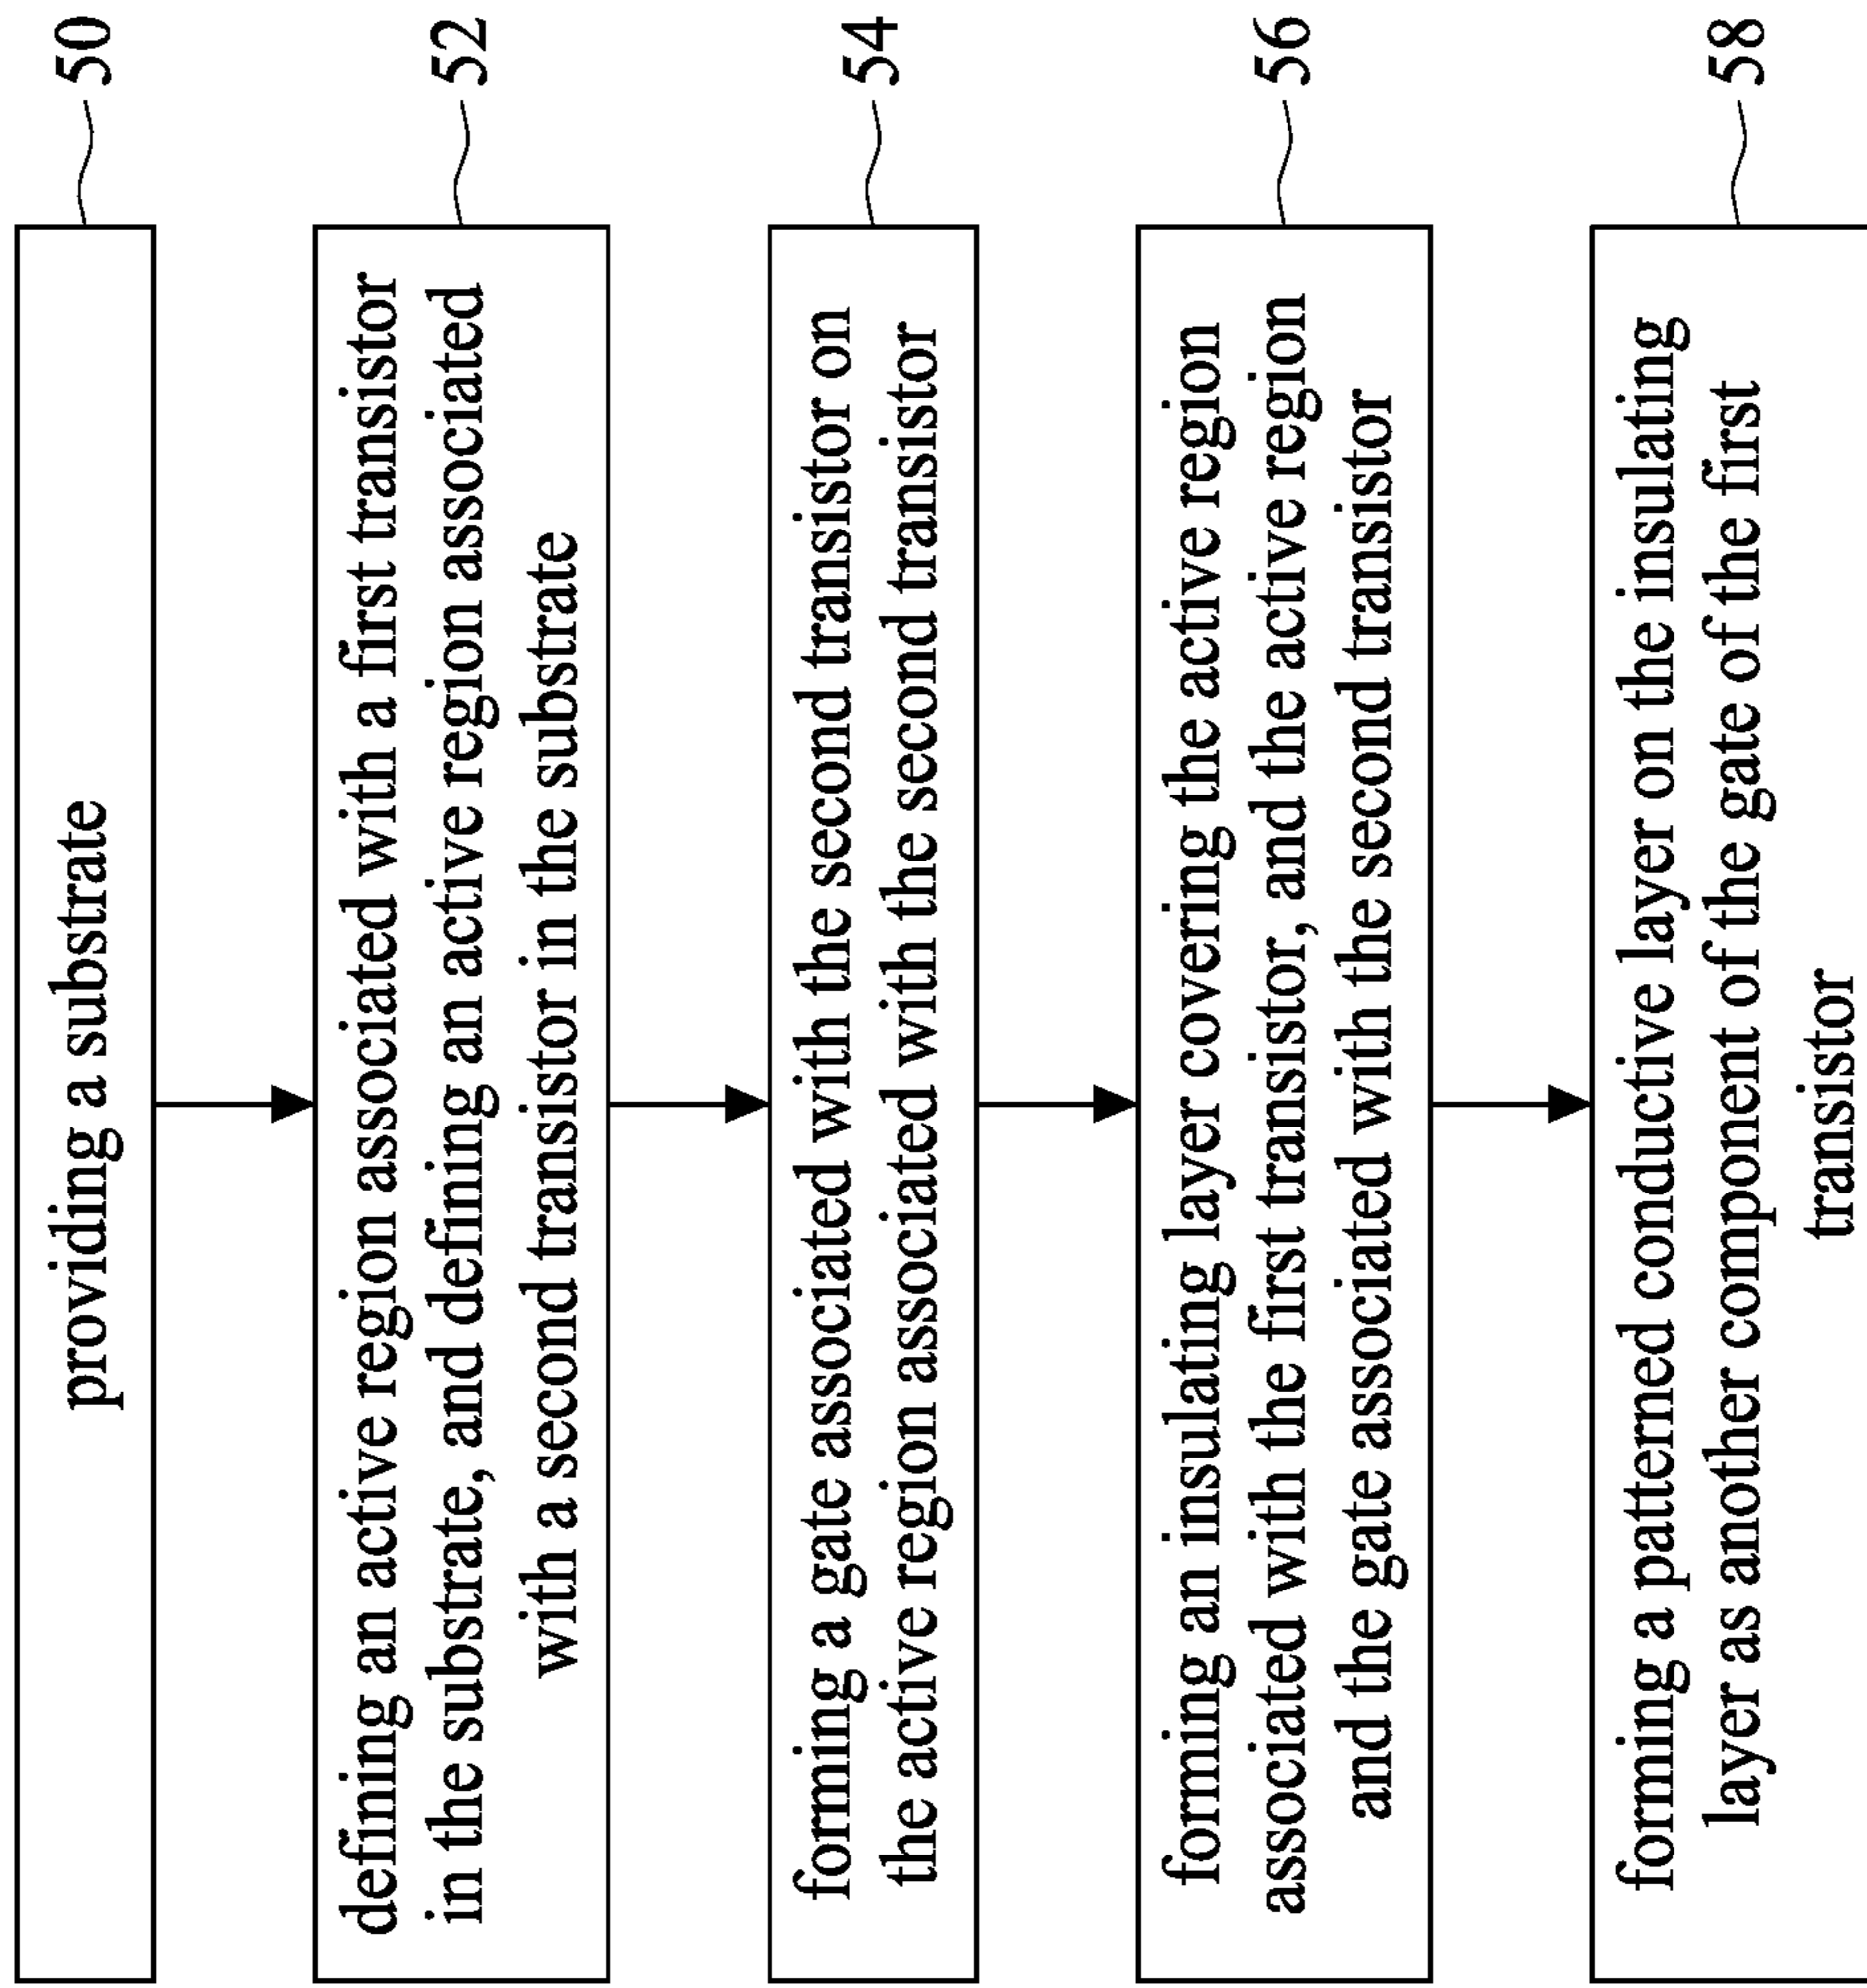 providing a substrate
50
defining an active region associated with a first transistor
in the substrate, and defining an active region associated
with a second transistor in the substrate
52
forming a gate associated with the second transistor on
the active region associated with the second transistor
54
forming an insulating layer covering the active region
associated with the first transistor, and the active region
and the gate associated with the second transistor
56
forming a patterned conductive layer on the insulating
layer as another component of the gate of the first
transistor
58